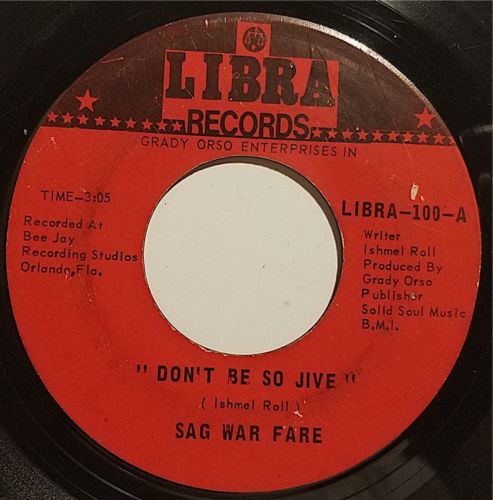 LIBRA
RECORDS
GRADY ORSO ENTERPRISES IN
TIME-3:05
LIBRA-100-A
Recorded At
Bee Jay
Recording Studios
Orlando,Fla.
Writer
Ishmel Roll
Produced By
Grady Orso
Publisher
Solid Soul Music
B.M.I.
" DON'T BE SO JIVE "
( Ishmel Roll )
SAG WAR FARE